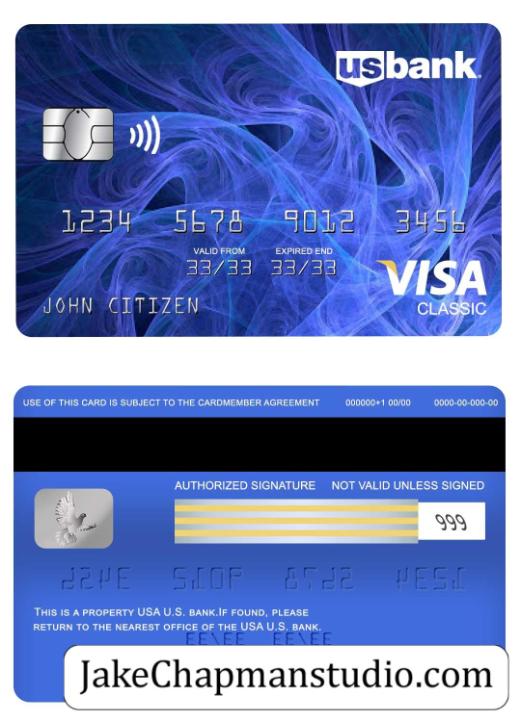 usbank
1234 5678 9012 3456
VALID FROM EXPIRED END
33/33 33/33
VISA
JOHN CITIZEN
CLASSIC
USE OF THIS CARD IS SUBJECT TO THE CARDMEMBER AGREEMENT 000000+1 00/00 0000-00-000-00
AUTHORIZED SIGNATURE NOT VALID UNLESS SIGNED
999
THIS IS A PROPERTY USA U.S. BANK.IF FOUND, PLEASE
RETURN TO THE NEAREST OFFICE OF THE USA U.S. BANK.
JakeChapmanstudio.com